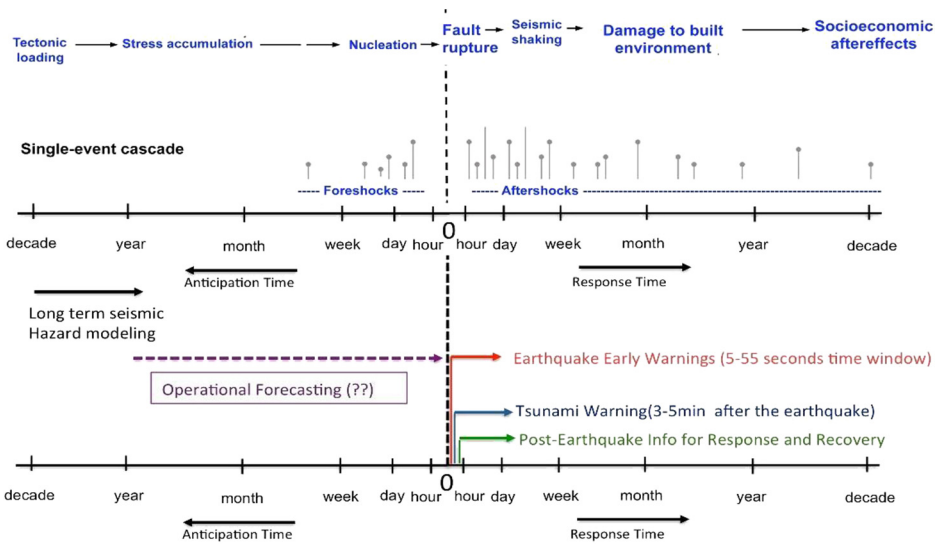 Tectonic
loading
Stress accumulation
Nucleation
Fault
rupture
Seismic
shaking
Damage to built
environment
Socioeconomic
aftereffects
Single-event cascade
Foreshocks
Aftershocks
decade year month week day hour 0 hour day week month year decade
Anticipation Time
Response Time
Long term seismic
Hazard modeling
Earthquake Early Warnings (5-55 seconds time window)
Operational Forecasting (??)
Tsunami Warning(3-5min after the earthquake)
Post-Earthquake Info for Response and Recovery
decade year month week day hour 0 hour day week month year decade
Anticipation Time
Response Time